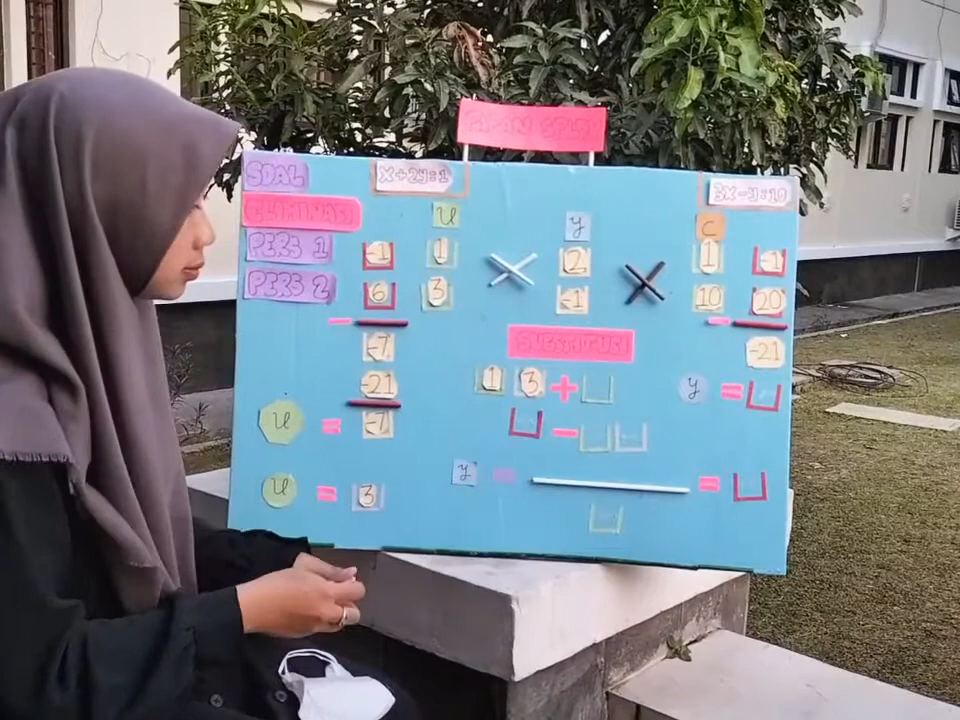 SOAL X+2y=1 3X-y=10
ELIMINASI x y C
PERS 1 -1 1 × 2 × 1 -1
PERS 2 6 3 -1 10 20
- -
-7 SUBSTITUSI -21
-21 1 3 + y =
x = -7 -
x = 3 y = =